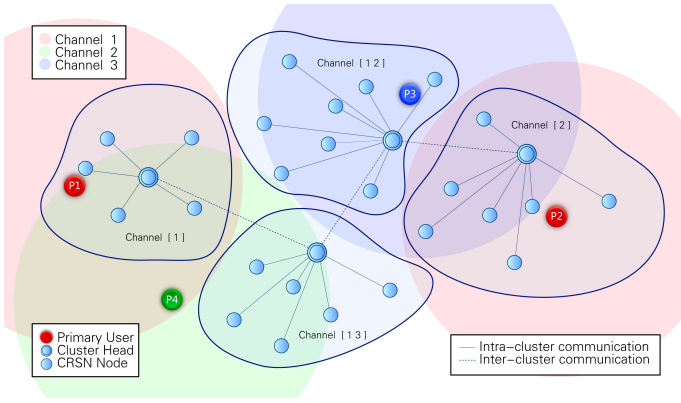 Channel 1
Channel 2
Channel 3
Channel [ 1 2 ]
P3
Channel [ 2 ]
P1
P2
Channel [ 1 ]
P4
Channel [ 1 3 ]
Primary User
Cluster Head
CRSN Node
Intra-cluster communication
Inter-cluster communication